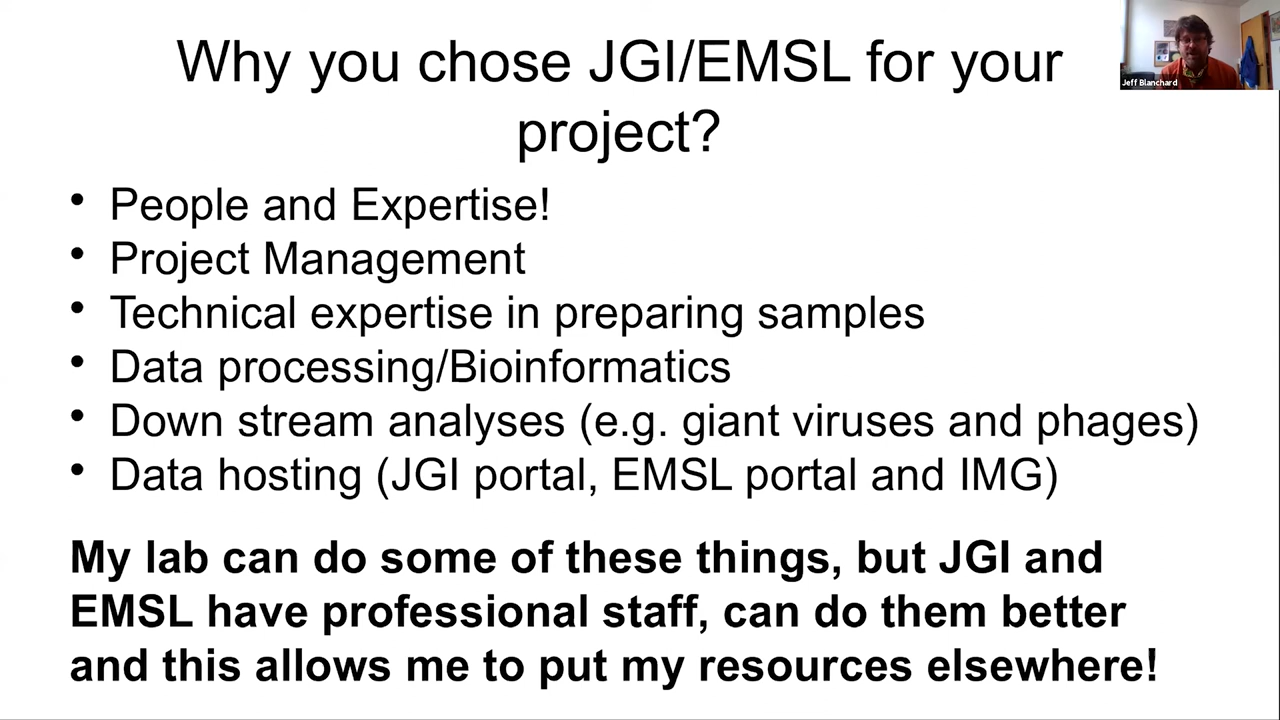 Why you chose JGI/EMSL for your
project?
Jeff Blanchard
• People and Expertise!
• Project Management
• Technical expertise in preparing samples
• Data processing/Bioinformatics
• Down stream analyses (e.g. giant viruses and phages)
• Data hosting (JGI portal, EMSL portal and IMG)
My lab can do some of these things, but JGI and
EMSL have professional staff, can do them better
and this allows me to put my resources elsewhere!